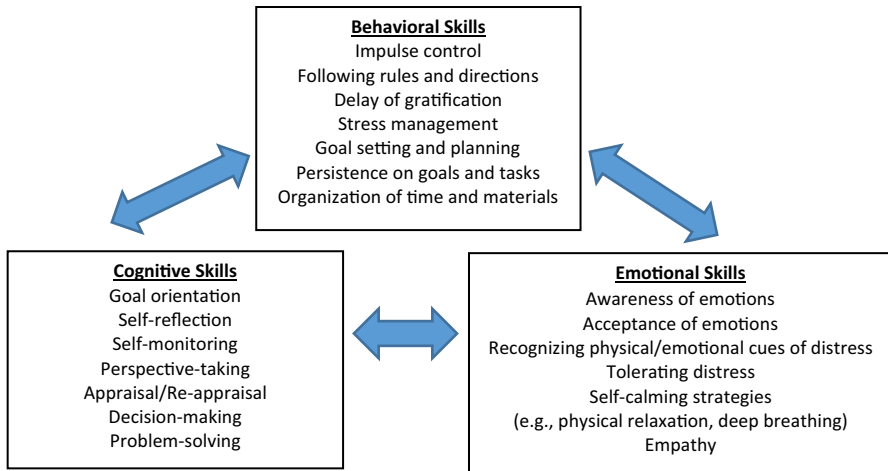 Behavioral Skills
Impulse control
Following rules and directions
Delay of gratification
Stress management
Goal setting and planning
Persistence on goals and tasks
Organization of time and materials
Cognitive Skills
Goal orientation
Self-reflection
Self-monitoring
Perspective-taking
Appraisal/Re-appraisal
Decision-making
Problem-solving
Emotional Skills
Awareness of emotions
Acceptance of emotions
Recognizing physical/emotional cues of distress
Tolerating distress
Self-calming strategies
(e.g., physical relaxation, deep breathing)
Empathy